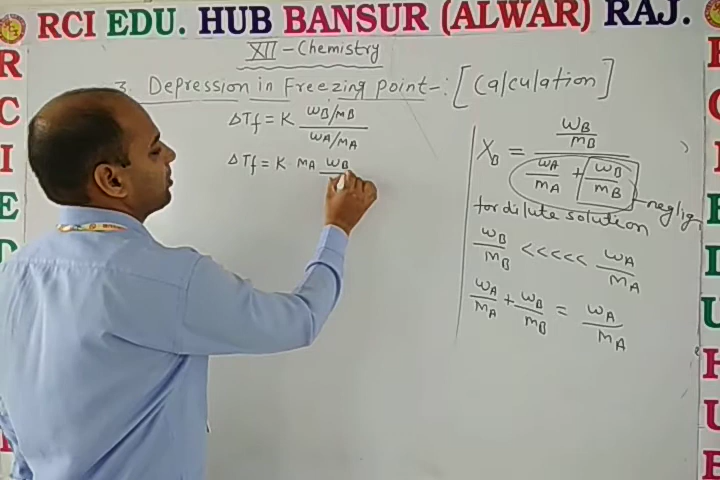 RCI EDU. HUB BANSUR (ALWAR) RAJ.
XII - Chemistry
3. Depression in Freezing point -: [Calculation]
ΔTf = K (WB/MB)/(WA/MA)
ΔTf = K MA WB
XB = (WB/MB)/(WA/MA + WB/MB) neglig
for dilute solution
WB/MB <<<<< WA/MA
WA/MA + WB/MB = WA/MA